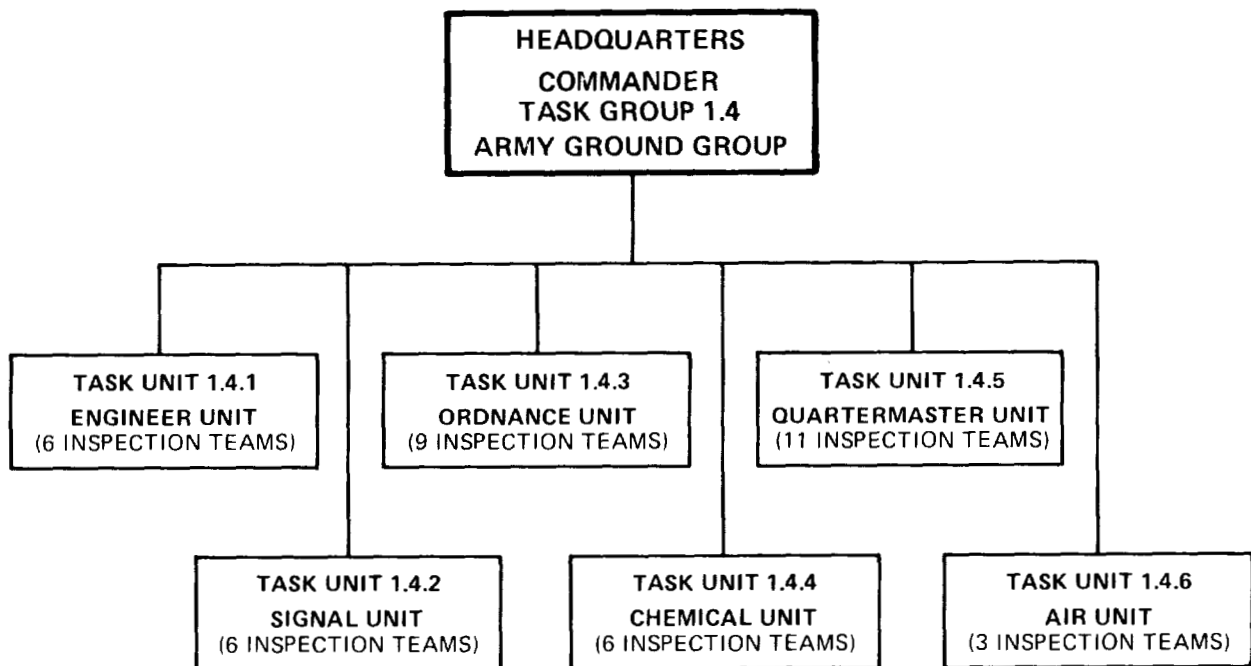 HEADQUARTERS
COMMANDER
TASK GROUP 1.4
ARMY GROUND GROUP
TASK UNIT 1.4.1
ENGINEER UNIT
(6 INSPECTION TEAMS)
TASK UNIT 1.4.3
ORDNANCE UNIT
(9 INSPECTION TEAMS)
TASK UNIT 1.4.5
QUARTERMASTER UNIT
(11 INSPECTION TEAMS)
TASK UNIT 1.4.2
SIGNAL UNIT
(6 INSPECTION TEAMS)
TASK UNIT 1.4.4
CHEMICAL UNIT
(6 INSPECTION TEAMS)
TASK UNIT 1.4.6
AIR UNIT
(3 INSPECTION TEAMS)